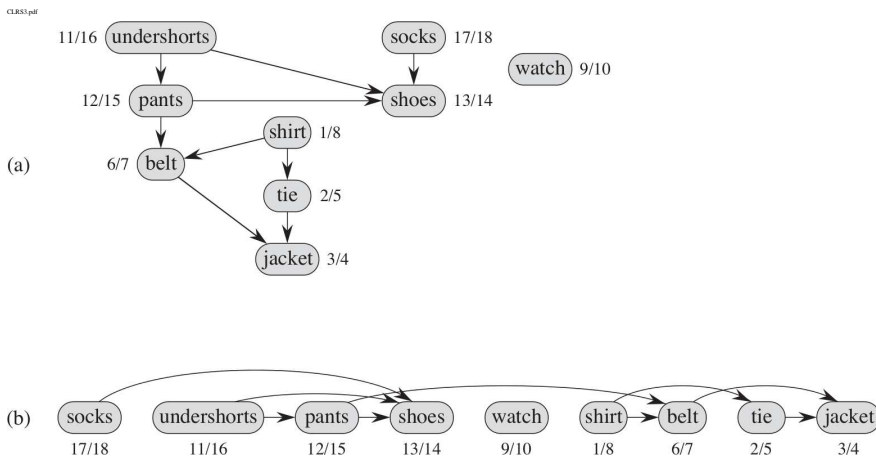 CLRS3.pdf
11/16 undershorts socks 17/18
watch 9/10
12/15 pants shoes 13/14
shirt 1/8
(a) 6/7 belt
tie 2/5
jacket 3/4
(b) socks undershorts pants shoes watch shirt belt tie jacket
17/18 11/16 12/15 13/14 9/10 1/8 6/7 2/5 3/4